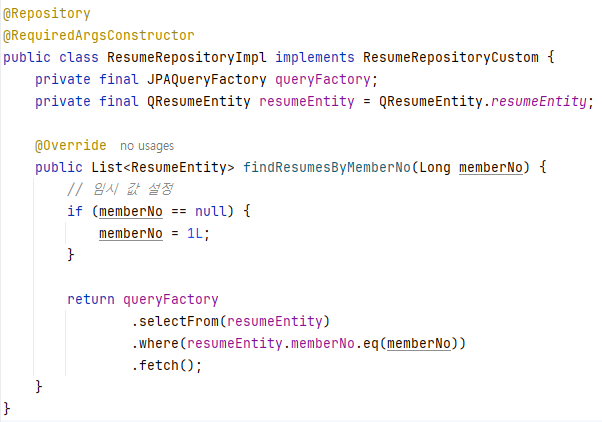 @Repository
@RequiredArgsConstructor
public class ResumeRepositoryImpl implements ResumeRepositoryCustom {
    private final JPAQueryFactory queryFactory;
    private final QResumeEntity resumeEntity = QResumeEntity.resumeEntity;

    @Override no usages
    public List<ResumeEntity> findResumesByMemberNo(Long memberNo) {
        // 임시 값 설정
        if (memberNo == null) {
            memberNo = 1L;
        }

        return queryFactory
                .selectFrom(resumeEntity)
                .where(resumeEntity.memberNo.eq(memberNo))
                .fetch();
    }
}